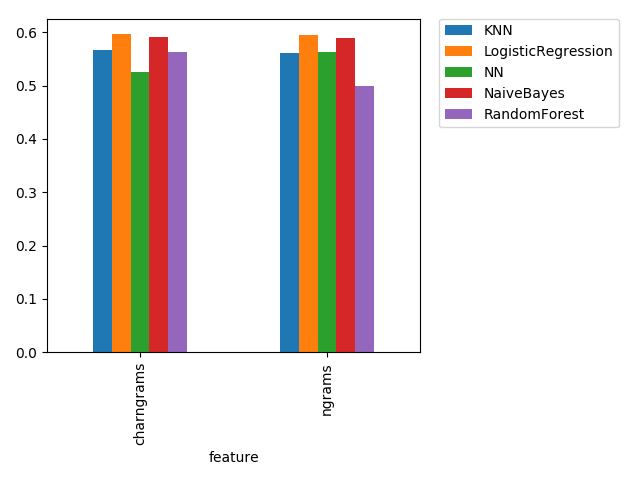 0.6
0.5
0.4
0.3
0.2
0.1
0.0
charngrams
ngrams
feature
KNN
LogisticRegression
NN
NaiveBayes
RandomForest